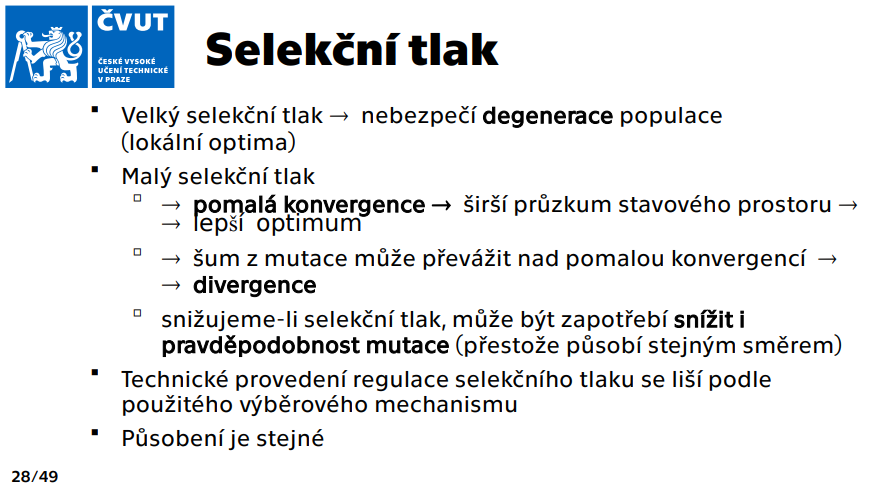 ČVUT
ČESKÉ VYSOKÉ
UČENÍ TECHNICKÉ
V PRAZE
Selekční tlak
Velký selekční tlak → nebezpečí degenerace populace
(lokální optima)
Malý selekční tlak
→ pomalá konvergence → širší průzkum stavového prostoru →
→ lepší optimum
→ šum z mutace může převážit nad pomalou konvergencí →
→ divergence
snižujeme-li selekční tlak, může být zapotřebí snížit i
pravděpodobnost mutace (přestože působí stejným směrem)
Technické provedení regulace selekčního tlaku se liší podle
použitého výběrového mechanismu
Působení je stejné
28/49